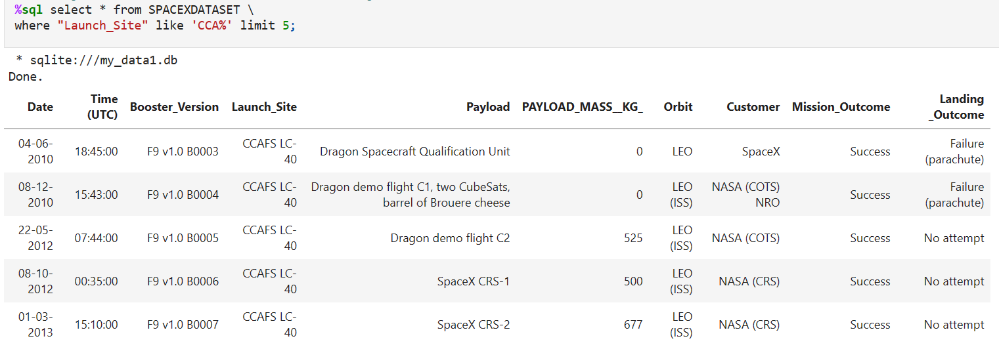 %sql select * from SPACEXDATASET \
where "Launch_Site" like 'CCA%' limit 5;
* sqlite:///my_data1.db
Done.
Date Time (UTC) Booster_Version Launch_Site Payload PAYLOAD_MASS__KG_ Orbit Customer Mission_Outcome Landing _Outcome
04-06-2010 18:45:00 F9 v1.0 B0003 CCAFS LC-40 Dragon Spacecraft Qualification Unit 0 LEO SpaceX Success Failure (parachute)
08-12-2010 15:43:00 F9 v1.0 B0004 CCAFS LC-40 Dragon demo flight C1, two CubeSats, barrel of Brouere cheese 0 LEO (ISS) NASA (COTS) NRO Success Failure (parachute)
22-05-2012 07:44:00 F9 v1.0 B0005 CCAFS LC-40 Dragon demo flight C2 525 LEO (ISS) NASA (COTS) Success No attempt
08-10-2012 00:35:00 F9 v1.0 B0006 CCAFS LC-40 SpaceX CRS-1 500 LEO (ISS) NASA (CRS) Success No attempt
01-03-2013 15:10:00 F9 v1.0 B0007 CCAFS LC-40 SpaceX CRS-2 677 LEO (ISS) NASA (CRS) Success No attempt